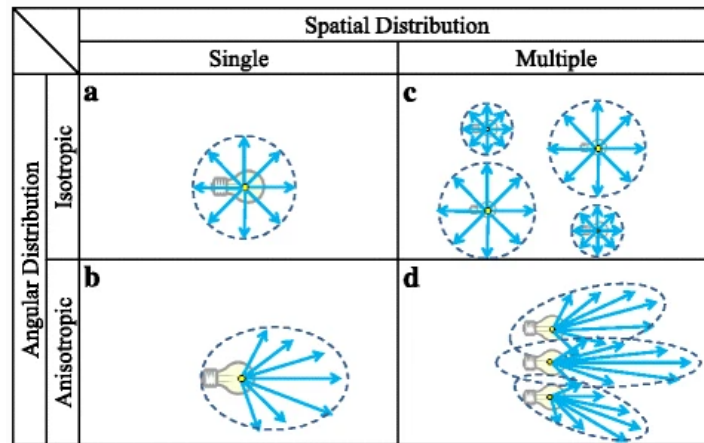 Spatial Distribution
Single
Multiple
Angular Distribution
Isotropic
a
c
Anisotropic
b
d